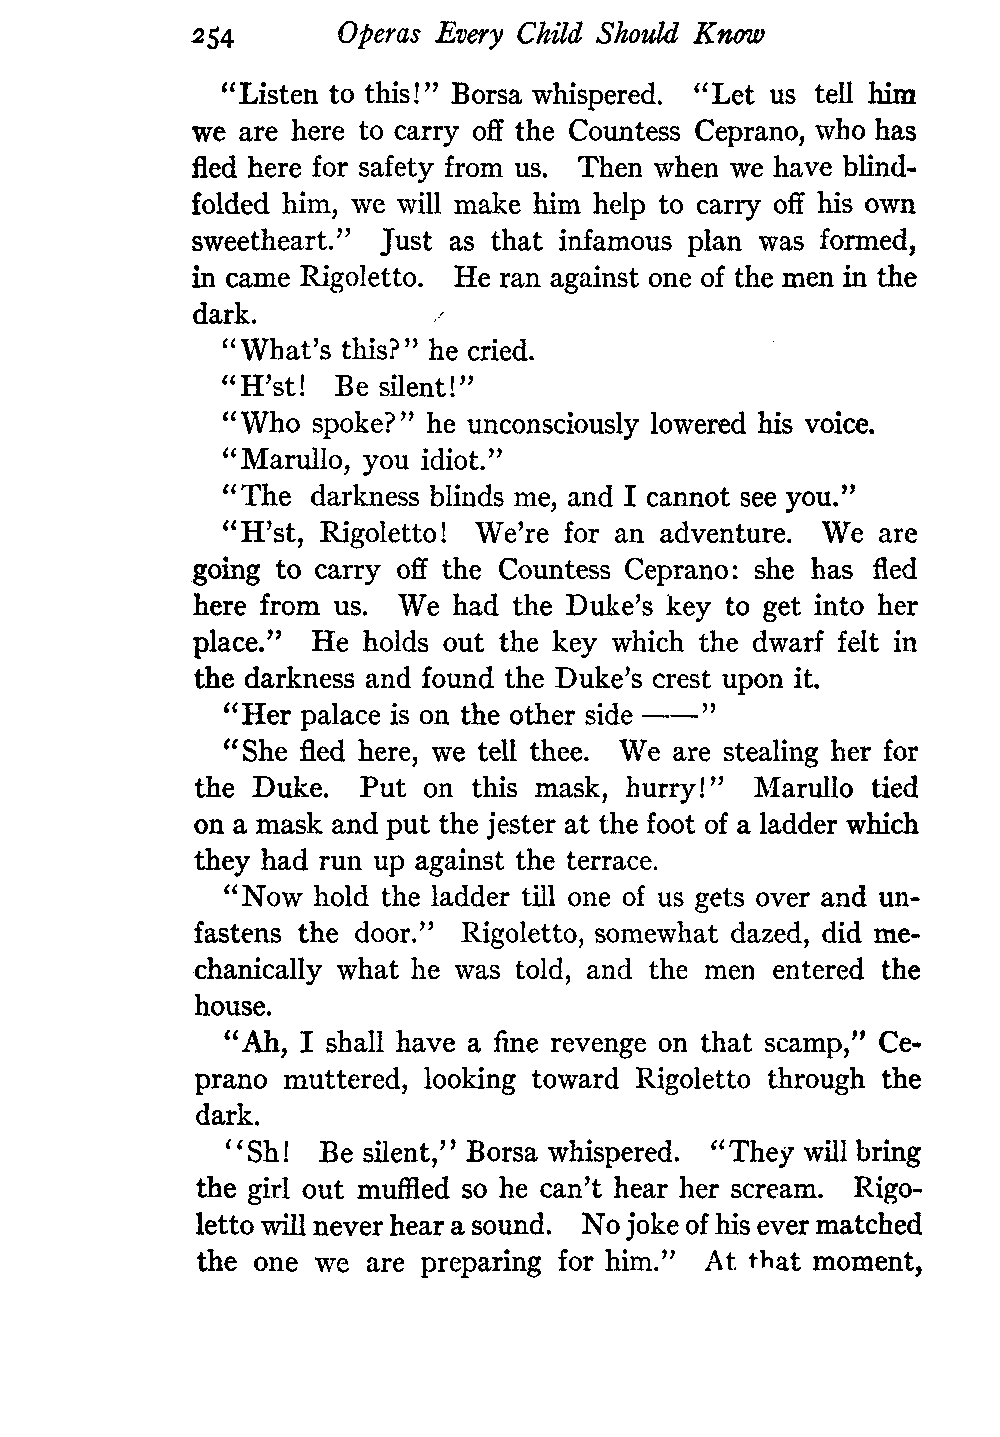 254 Operas Every Child Should Know
“Listen to this!” Borsa whispered. “Let us tell him
we are here to carry off the Countess Ceprano, who has
fled here for safety from us. Then when we have blind-
folded him, we will make him help to carry off his own
sweetheart.” Just as that infamous plan was formed,
in came Rigoletto. He ran against one of the men in the
dark.
“What's this?” he cried.
“H'st! Be silent!”
“Who spoke?” he unconsciously lowered his voice.
“Marullo, you idiot.”
“The darkness blinds me, and I cannot see you.”
“H'st, Rigoletto! We're for an adventure. We are
going to carry off the Countess Ceprano: she has fled
here from us. We had the Duke's key to get into her
place.” He holds out the key which the dwarf felt in
the darkness and found the Duke's crest upon it.
“Her palace is on the other side ——”
“She fled here, we tell thee. We are stealing her for
the Duke. Put on this mask, hurry!” Marullo tied
on a mask and put the jester at the foot of a ladder which
they had run up against the terrace.
“Now hold the ladder till one of us gets over and un-
fastens the door.” Rigoletto, somewhat dazed, did me-
chanically what he was told, and the men entered the
house.
“Ah, I shall have a fine revenge on that scamp,” Ce-
prano muttered, looking toward Rigoletto through the
dark.
“Sh! Be silent,” Borsa whispered. “They will bring
the girl out muffled so he can't hear her scream. Rigo-
letto will never hear a sound. No joke of his ever matched
the one we are preparing for him.” At that moment,